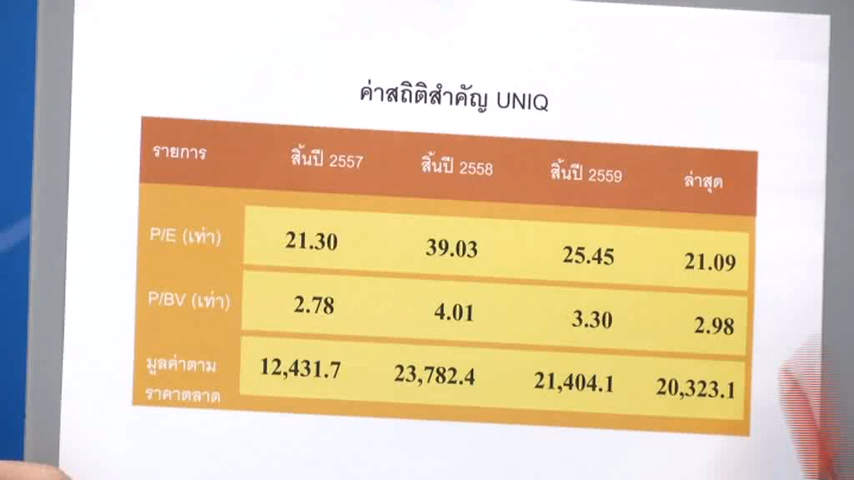 ค่าสถิติสำคัญ UNIQ
รายการ สิ้นปี 2557 สิ้นปี 2558 สิ้นปี 2559 ล่าสุด
P/E (เท่า) 21.30 39.03 25.45 21.09
P/BV (เท่า) 2.78 4.01 3.30 2.98
มูลค่าตาม 12,431.7 23,782.4 21,404.1 20,323.1
ราคาตลาด